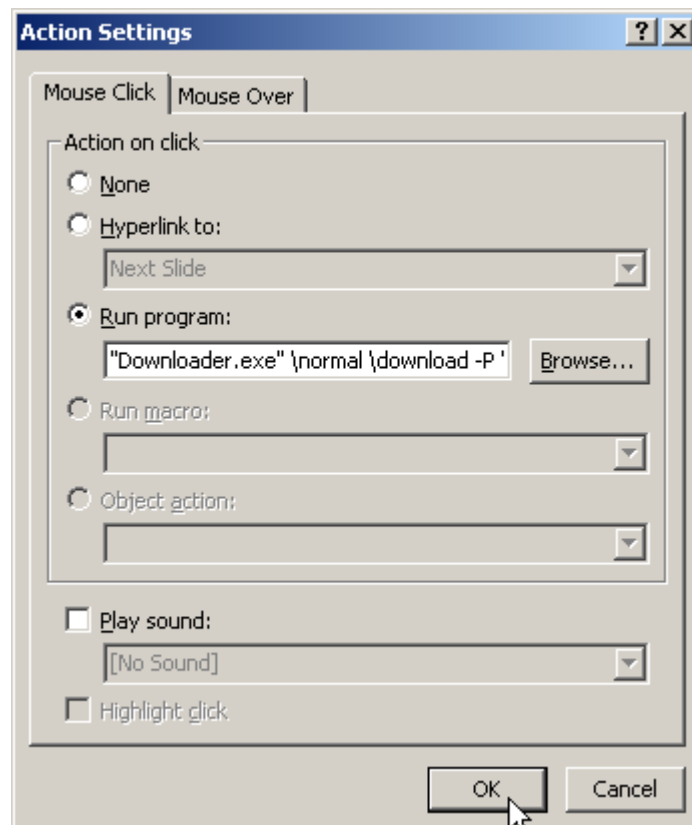 Action Settings
Mouse Click Mouse Over
Action on click
None
Hyperlink to:
Next Slide
Run program:
"Downloader.exe" \normal \download -P '
Browse...
Run macro:
Object action:
Play sound:
[No Sound]
Highlight click
OK Cancel